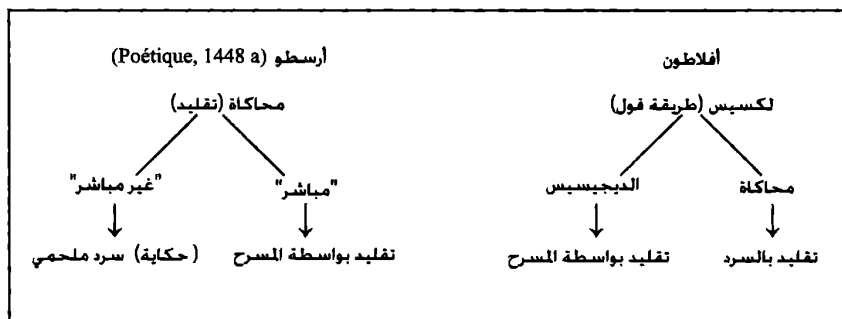 أفلاطون
أرسطو (Poétique, 1448 a)
لكسيس (طريقة قول)
محاكاة (تقليد)
محاكاة
الديجيسيس
"مباشر"
"غير مباشر"
تقليد بالسرد
تقليد بواسطة المسرح
تقليد بواسطة المسرح
(حكاية) سرد ملحمي